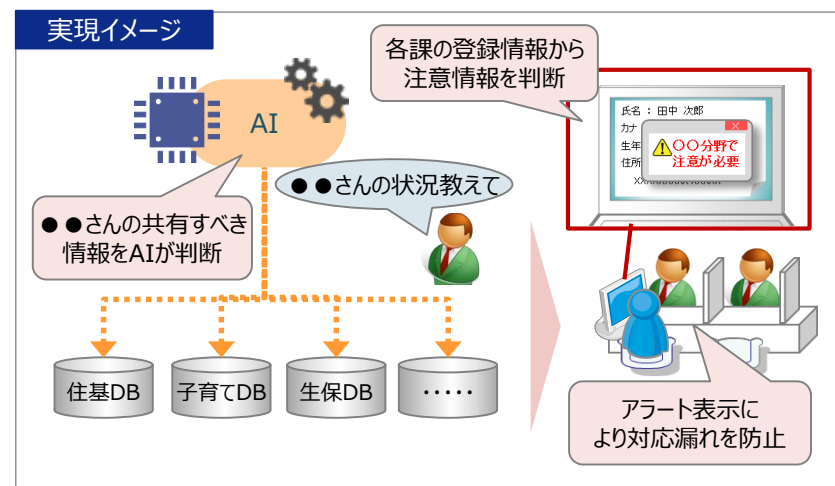 実現イメージ
各課の登録情報から
注意情報を判断
AI
●●さんの状況教えて
●●さんの共有すべき
情報をAIが判断
氏名 : 田中 次郎
カナ
生年
住所
〇〇分野で
注意が必要
住基DB
子育てDB
生保DB
・・・・・
アラート表示に
より対応漏れを防止